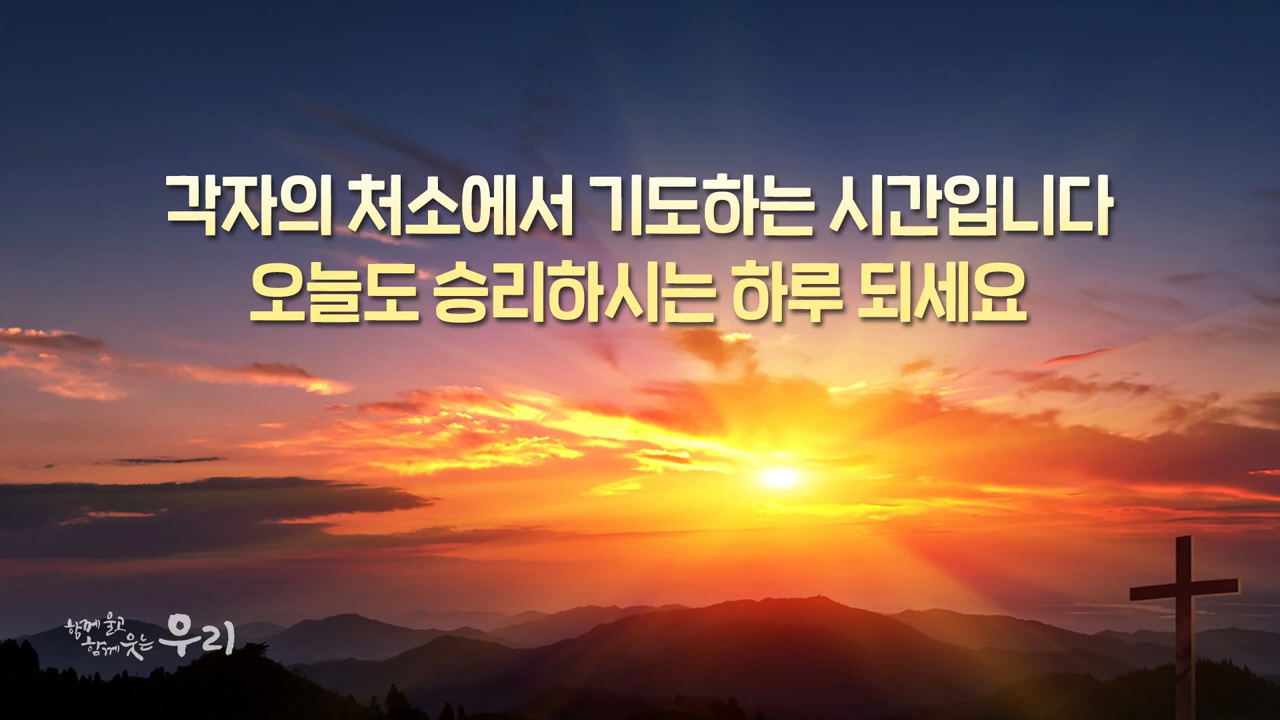 각자의 처소에서 기도하는 시간입니다
오늘도 승리하시는 하루 되세요
함께 울고
함께 웃는 우리